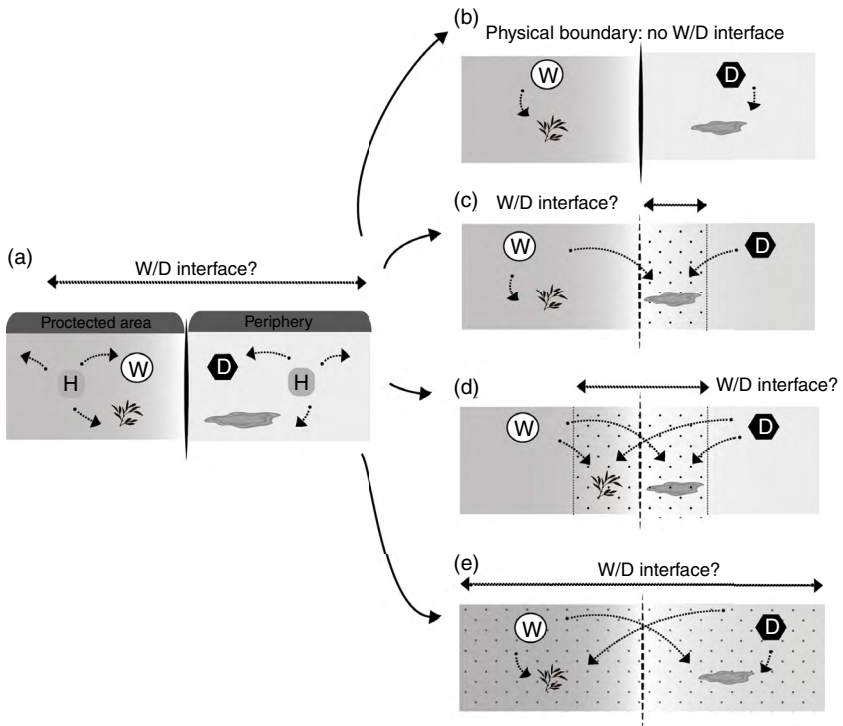 (a)
W/D interface?
Proctected area
Periphery
H
W
D
H
(b)
Physical boundary: no W/D interface
W
D
(c)
W/D interface?
W
D
(d)
W/D interface?
W
D
(e)
W/D interface?
W
D